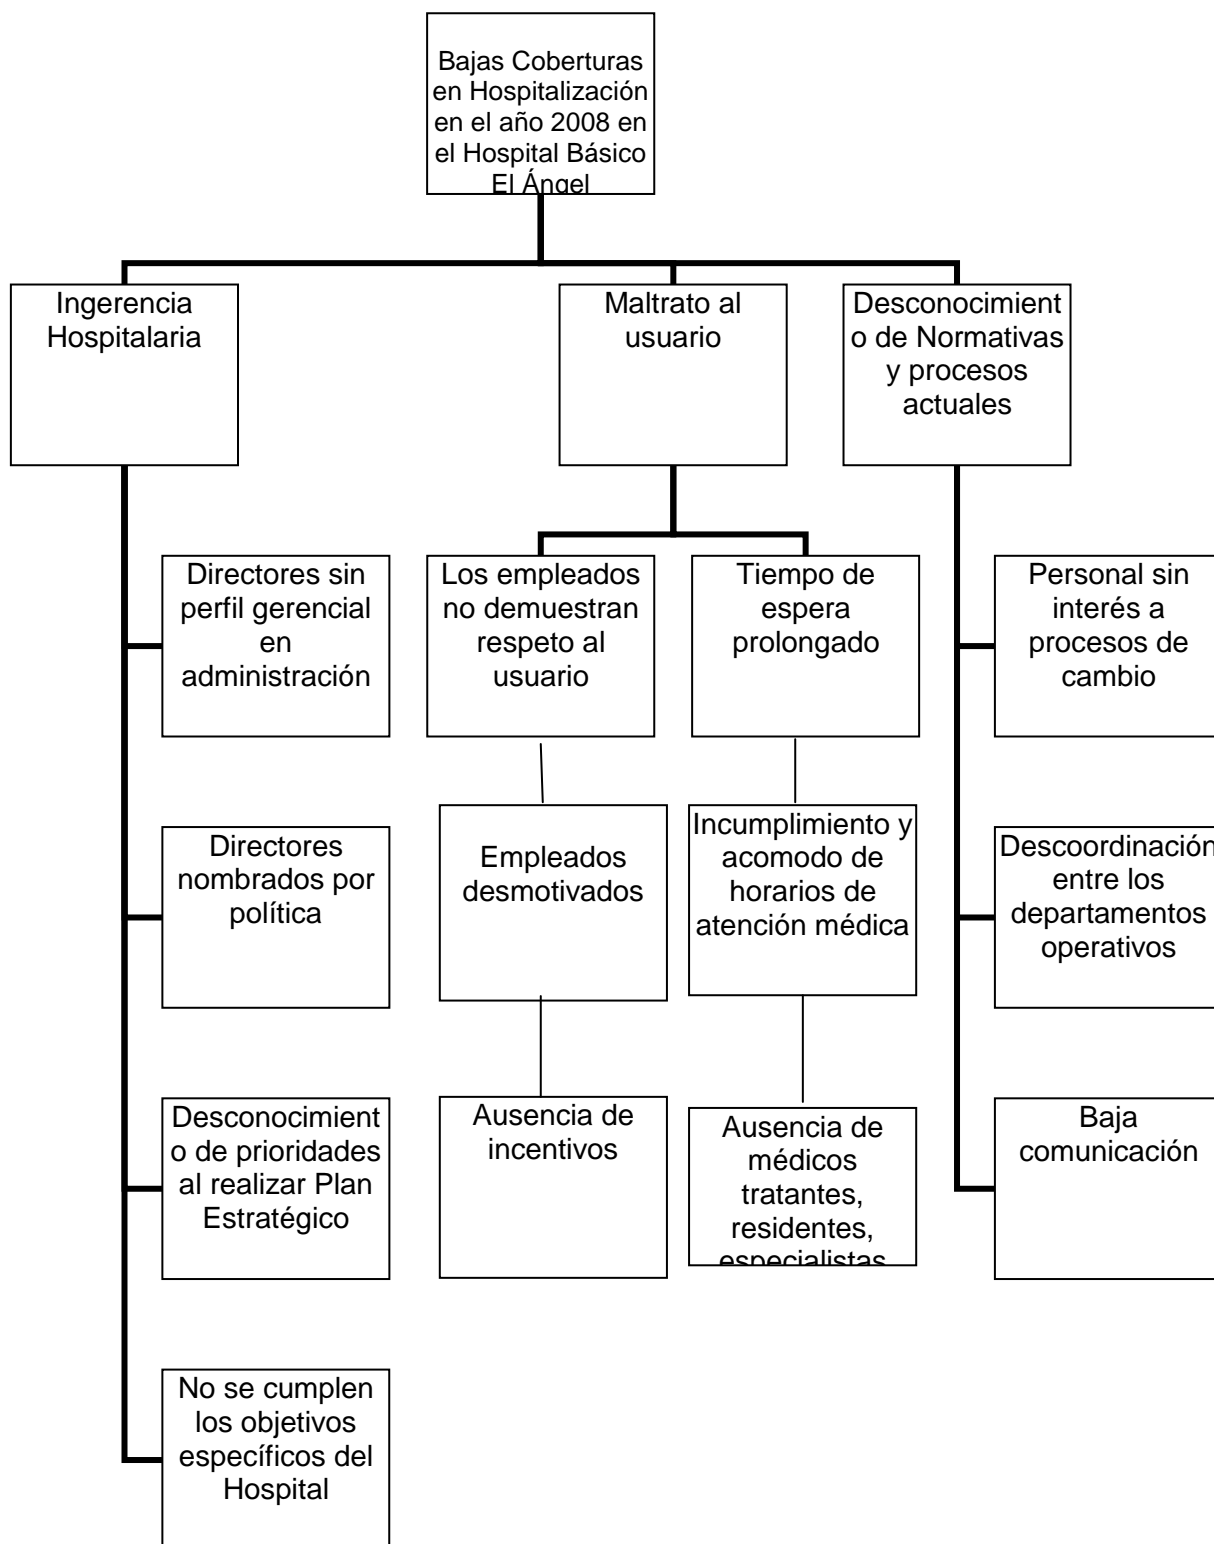 Bajas Coberturas
en Hospitalización
en el año 2008 en
el Hospital Básico
El Ángel
Ingerencia
Hospitalaria
Maltrato al
usuario
Desconocimient
o de Normativas
y procesos
actuales
Directores sin
perfil gerencial
en
administración
Los empleados
no demuestran
respeto al
usuario
Tiempo de
espera
prolongado
Personal sin
interés a
procesos de
cambio
Directores
nombrados por
política
Empleados
desmotivados
Incumplimiento y
acomodo de
horarios de
atención médica
Descoordinación
entre los
departamentos
operativos
Desconocimient
o de prioridades
al realizar Plan
Estratégico
Ausencia de
incentivos
Ausencia de
médicos
tratantes,
residentes,
especialistas
Baja
comunicación
No se cumplen
los objetivos
específicos del
Hospital